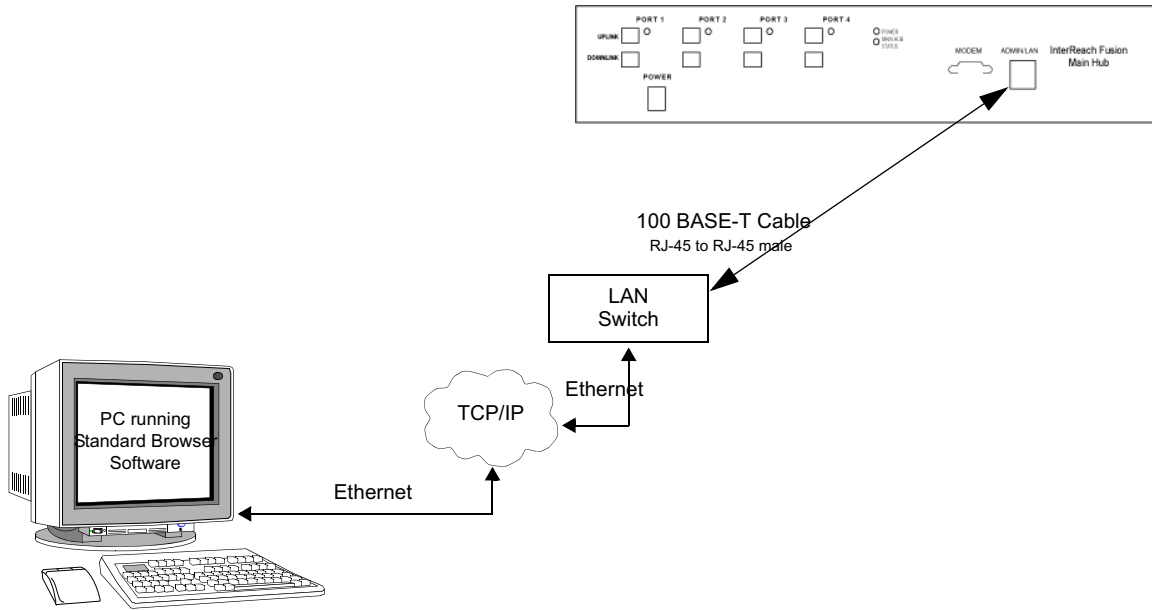 PORT 1 PORT 2 PORT 3 PORT 4
UPLINK
DOWNLINK
POWER
POWER
MAIN HUB
STATUS
MODEM
ADMIN/LAN
InterReach Fusion
Main Hub
100 BASE-T Cable
RJ-45 to RJ-45 male
LAN
Switch
Ethernet
TCP/IP
PC running
Standard Browser
Software
Ethernet